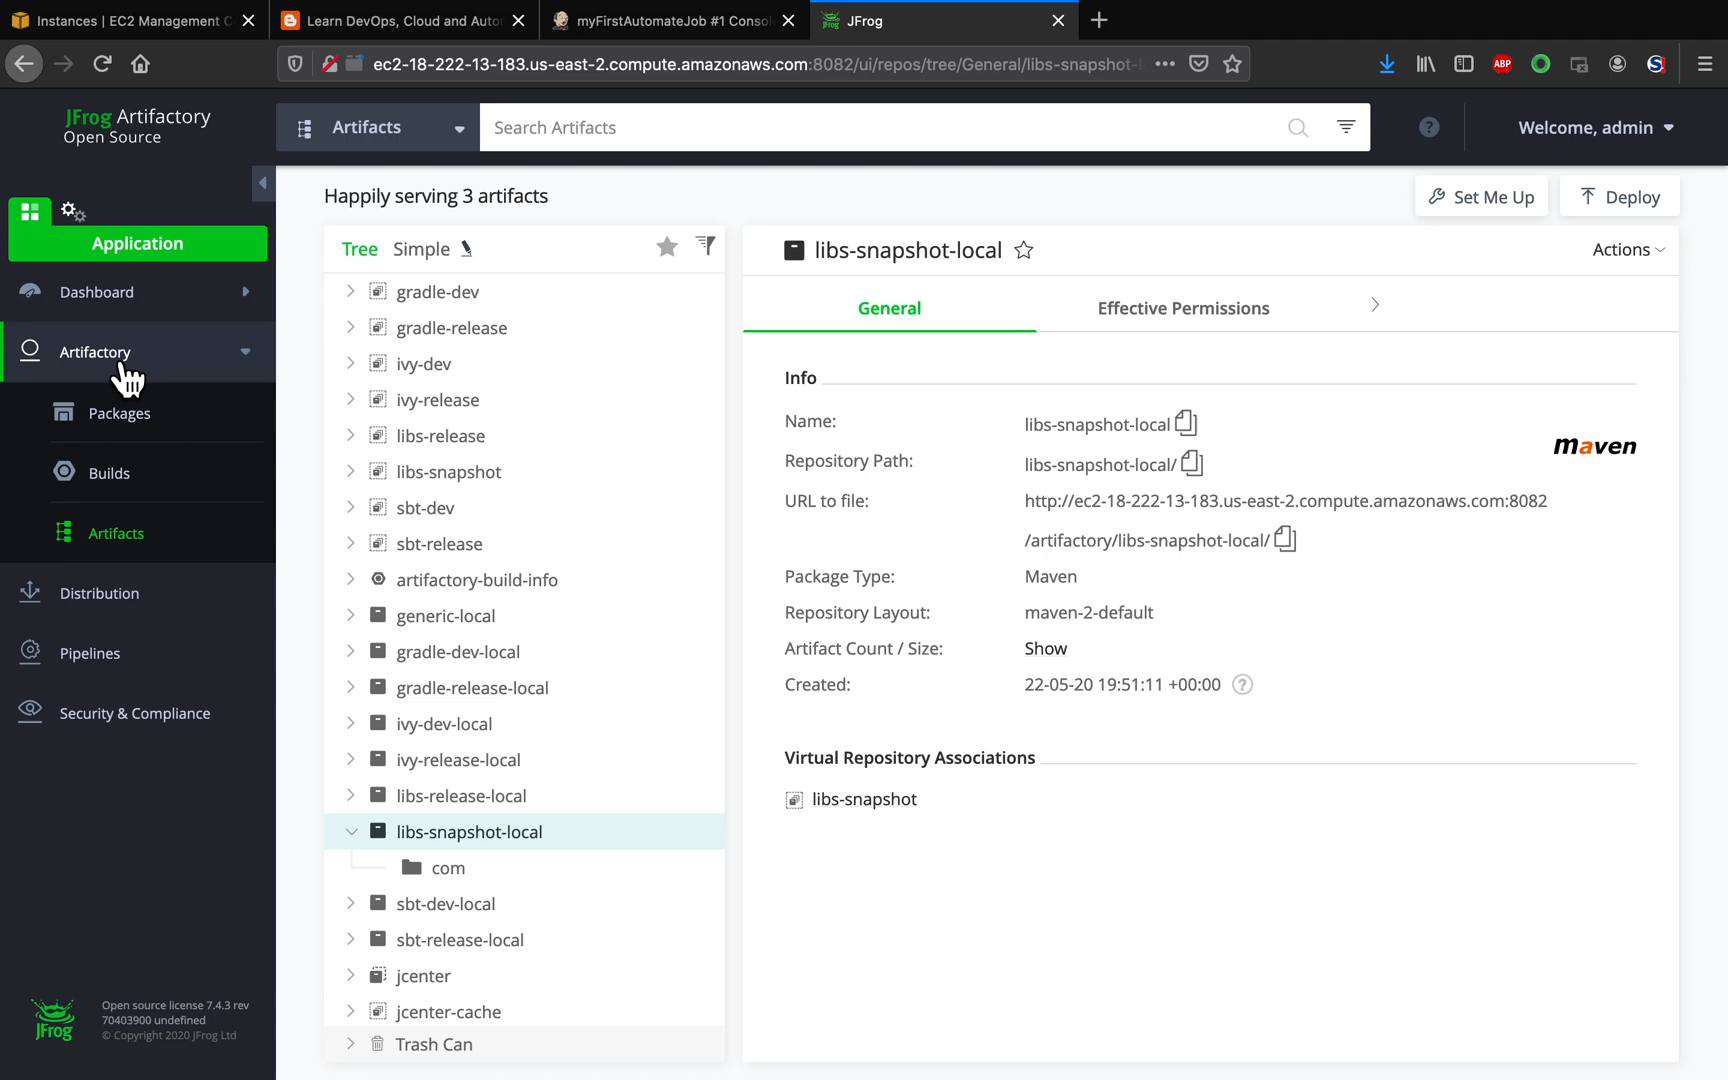 Instances | EC2 Management C
Learn DevOps, Cloud and Auto
myFirstAutomateJob #1 Consol
JFrog
ec2-18-222-13-183.us-east-2.compute.amazonaws.com:8082/ui/repos/tree/General/libs-snapshot-l
ABP
JFrog Artifactory
Open Source
Artifacts
Search Artifacts
Welcome, admin
Happily serving 3 artifacts
Set Me Up
Deploy
Application
Dashboard
Artifactory
Packages
Builds
Artifacts
Distribution
Pipelines
Security & Compliance
JFrog
Open source license 7.4.3 rev
70403900 undefined
© Copyright 2020 JFrog Ltd
Tree Simple
gradle-dev
gradle-release
ivy-dev
ivy-release
libs-release
libs-snapshot
sbt-dev
sbt-release
artifactory-build-info
generic-local
gradle-dev-local
gradle-release-local
ivy-dev-local
ivy-release-local
libs-release-local
libs-snapshot-local
com
sbt-dev-local
sbt-release-local
jcenter
jcenter-cache
Trash Can
libs-snapshot-local
Actions
General
Effective Permissions
Info
Name: libs-snapshot-local
maven
Repository Path: libs-snapshot-local/
URL to file: http://ec2-18-222-13-183.us-east-2.compute.amazonaws.com:8082
/artifactory/libs-snapshot-local/
Package Type: Maven
Repository Layout: maven-2-default
Artifact Count / Size: Show
Created: 22-05-20 19:51:11 +00:00
Virtual Repository Associations
libs-snapshot